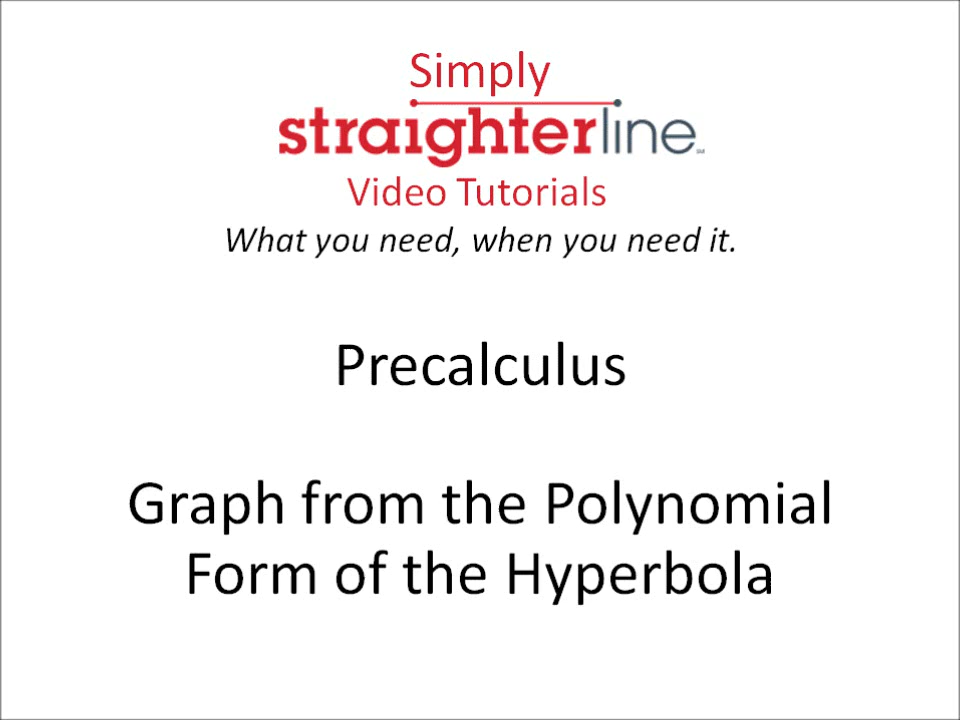 Simply
straighterline
Video Tutorials
What you need, when you need it.
Precalculus
Graph from the Polynomial
Form of the Hyperbola